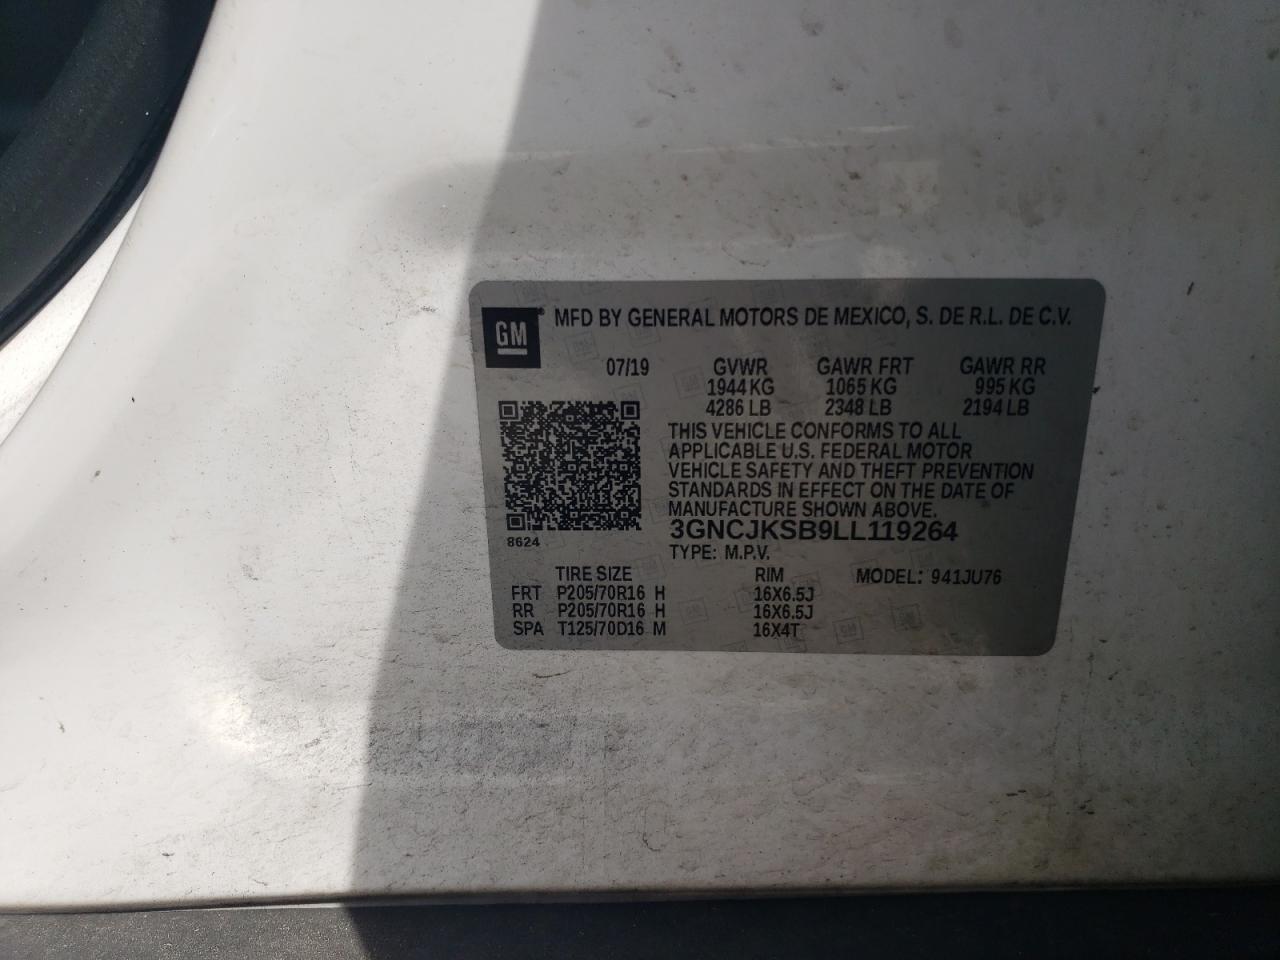 GM ® MFD BY GENERAL MOTORS DE MEXICO, S. DE R.L. DE C.V.
07/19 GVWR GAWR FRT GAWR RR
1944 KG 1065 KG 995 KG
4286 LB 2348 LB 2194 LB
THIS VEHICLE CONFORMS TO ALL
APPLICABLE U.S. FEDERAL MOTOR
VEHICLE SAFETY AND THEFT PREVENTION
STANDARDS IN EFFECT ON THE DATE OF
MANUFACTURE SHOWN ABOVE.
3GNCJKSB9LL119264
8624
TYPE: M.P.V.
TIRE SIZE RIM MODEL: 941JU76
FRT P205/70R16 H 16X6.5J
RR P205/70R16 H 16X6.5J
SPA T125/70D16 M 16X4T